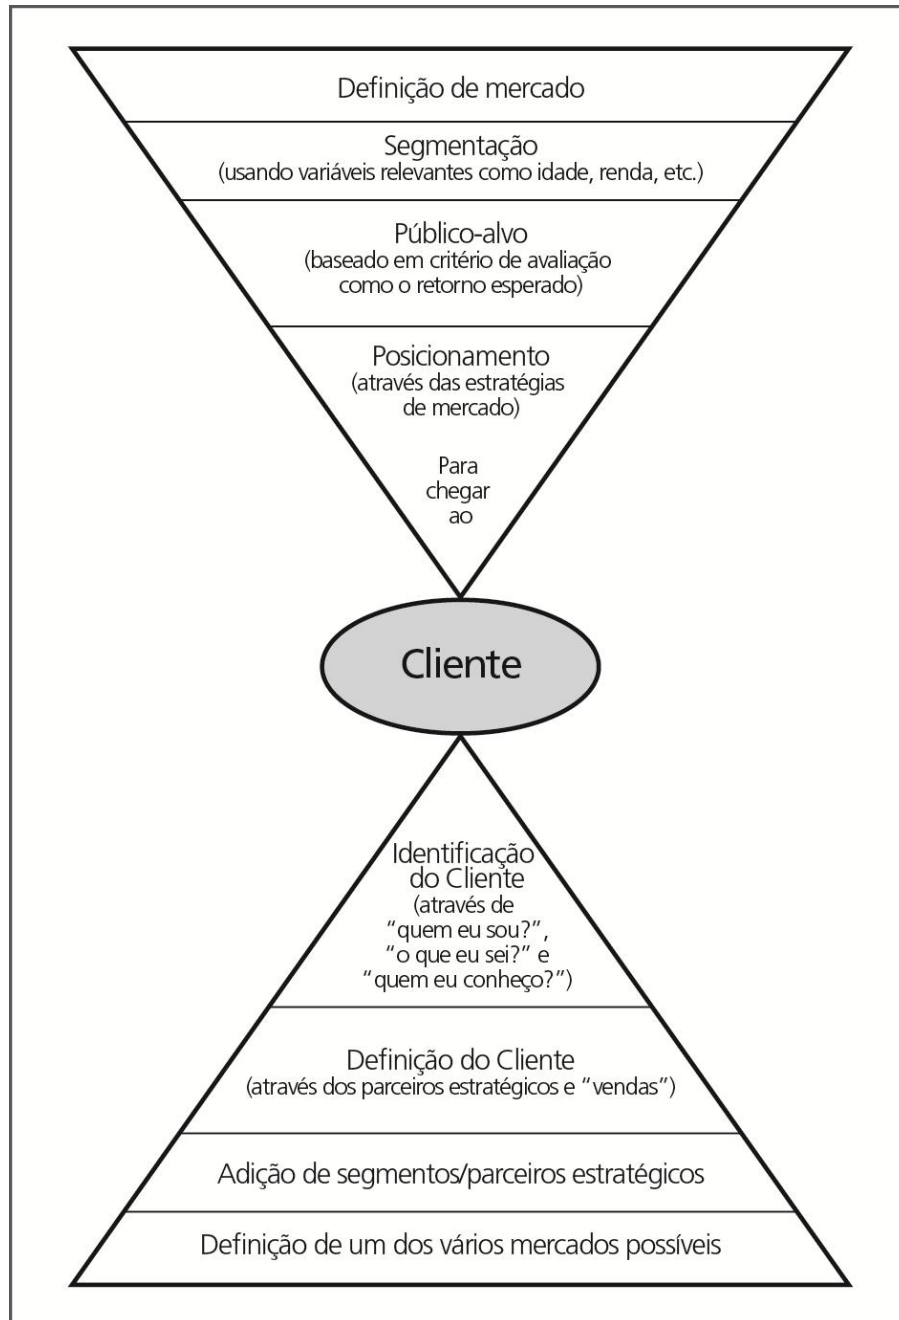 Definição de mercado
Segmentação
(usando variáveis relevantes como idade, renda, etc.)
Público-alvo
(baseado em critério de avaliação
como o retorno esperado)
Posicionamento
(através das estratégias
de mercado)
Para
chegar
ao
Cliente
Identificação
do Cliente
(através de
“quem eu sou?”,
“o que eu sei?” e
“quem eu conheço?”)
Definição do Cliente
(através dos parceiros estratégicos e “vendas”)
Adição de segmentos/parceiros estratégicos
Definição de um dos vários mercados possíveis